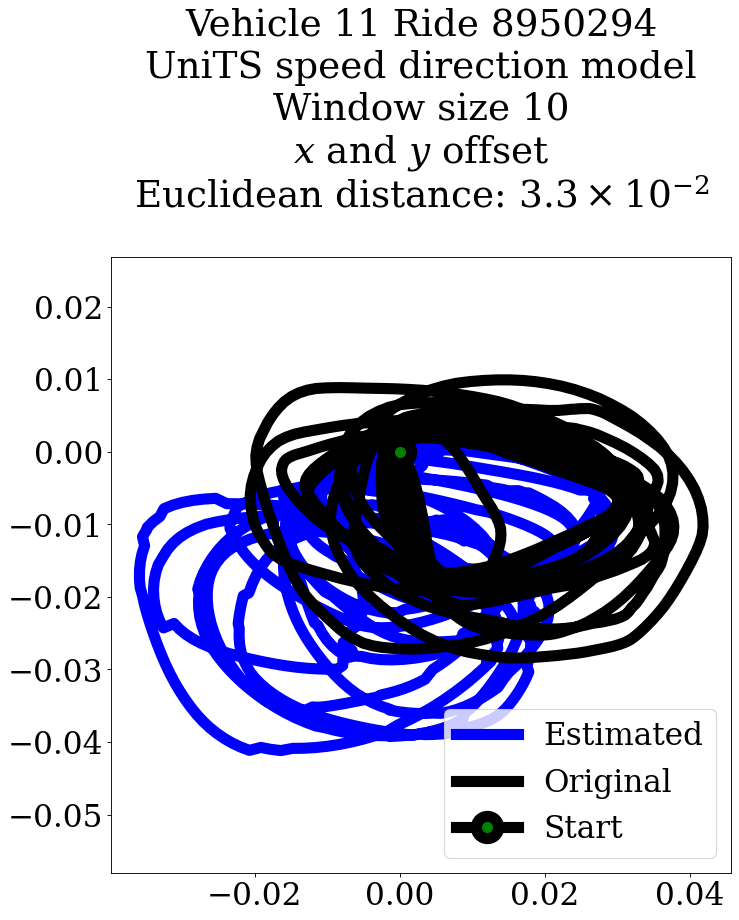 Vehicle 11 Ride 8950294
UniTS speed direction model
Window size 10
x and y offset
Euclidean distance: 3.3 × 10⁻²
0.02
0.01
0.00
−0.01
−0.02
−0.03
−0.04
−0.05
Estimated
Original
Start
−0.02 0.00 0.02 0.04